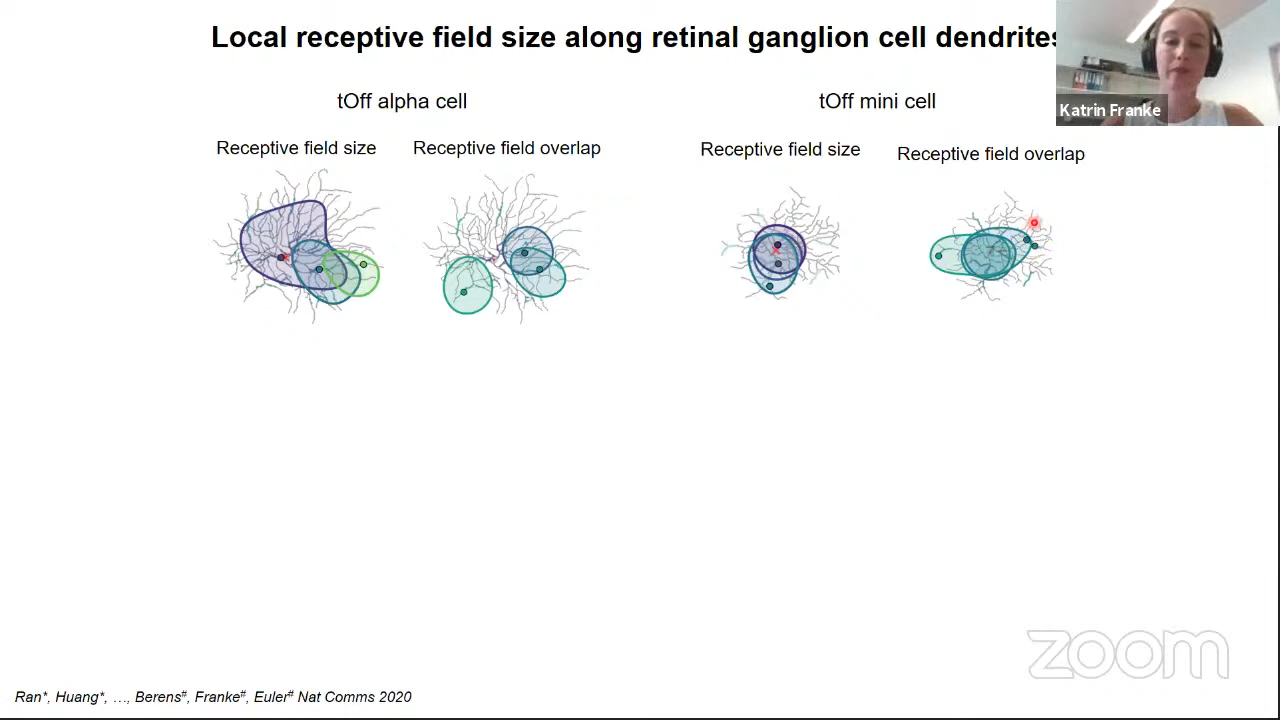 Local receptive field size along retinal ganglion cell dendrites
Katrin Franke
tOff alpha cell
tOff mini cell
Receptive field size
Receptive field overlap
Receptive field size
Receptive field overlap
zoom
Ran*, Huang*, …, Berens#, Franke#, Euler# Nat Comms 2020